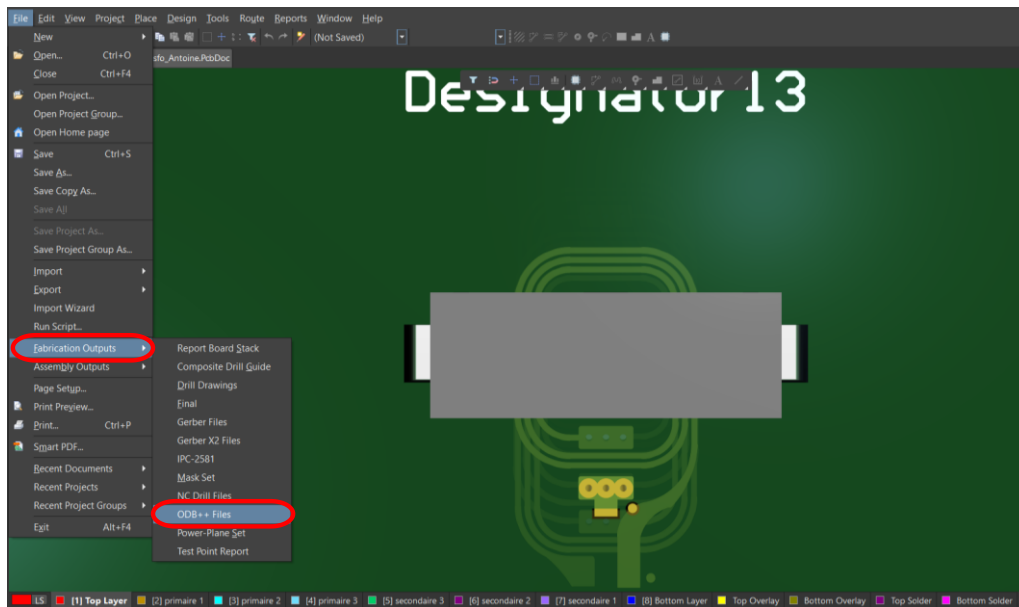 File Edit View Project Place Design Tools Route Reports Window Help
New
(Not Saved)
Open... Ctrl+O
sfo_Antoine.PcbDoc
Close Ctrl+F4
Designator13
Open Project...
Open Project Group...
Open Home page
Save Ctrl+S
Save As...
Save Copy As...
Save All
Save Project As...
Save Project Group As...
Import
Export
Import Wizard
Run Script...
Fabrication Outputs
Assembly Outputs
Page Setup...
Print Preview...
Print... Ctrl+P
Smart PDF...
Recent Documents
Recent Projects
Recent Project Groups
Exit Alt+F4
Report Board Stack
Composite Drill Guide
Drill Drawings
Final
Gerber Files
Gerber X2 Files
IPC-2581
Mask Set
NC Drill Files
ODB++ Files
Power-Plane Set
Test Point Report
LS [1] Top Layer [2] primaire 1 [3] primaire 2 [4] primaire 3 [5] secondaire 3 [6] secondaire 2 [7] secondaire 1 [8] Bottom Layer Top Overlay Bottom Overlay Top Solder Bottom Solder